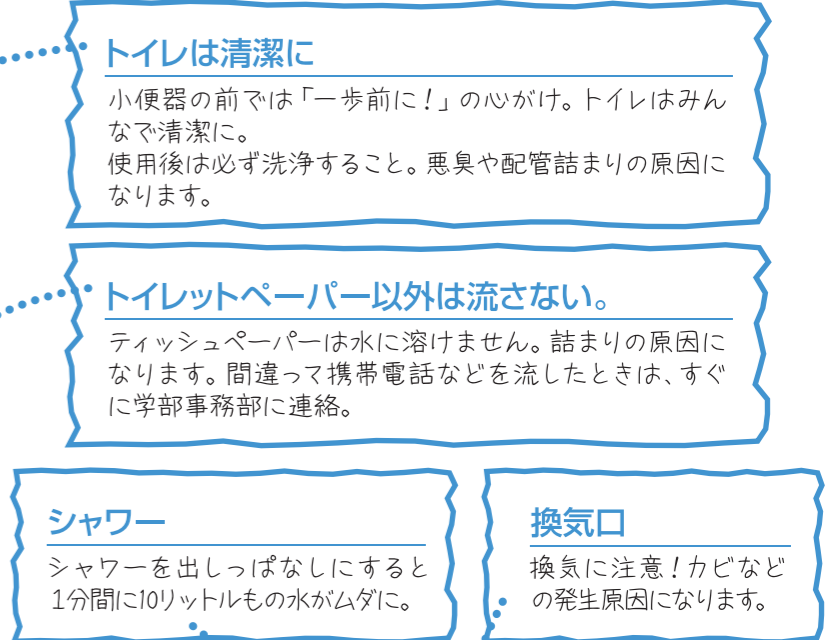 トイレは清潔に
小便器の前では「一歩前に！」の心がけ。トイレはみん
なで清潔に。
使用後は必ず洗浄すること。悪臭や配管詰まりの原因に
なります。
トイレットペーパー以外は流さない。
ティッシュペーパーは水に溶けません。詰まりの原因に
なります。間違って携帯電話などを流したときは、すぐ
に学部事務部に連絡。
シャワー
シャワーを出しっぱなしにすると
1分間に10リットルもの水がムダに。
換気口
換気に注意！カビなど
の発生原因になります。